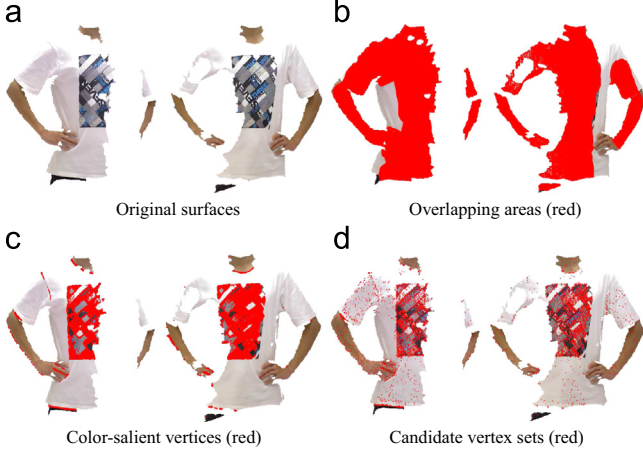 a
b
Original surfaces
Overlapping areas (red)
c
d
Color-salient vertices (red)
Candidate vertex sets (red)